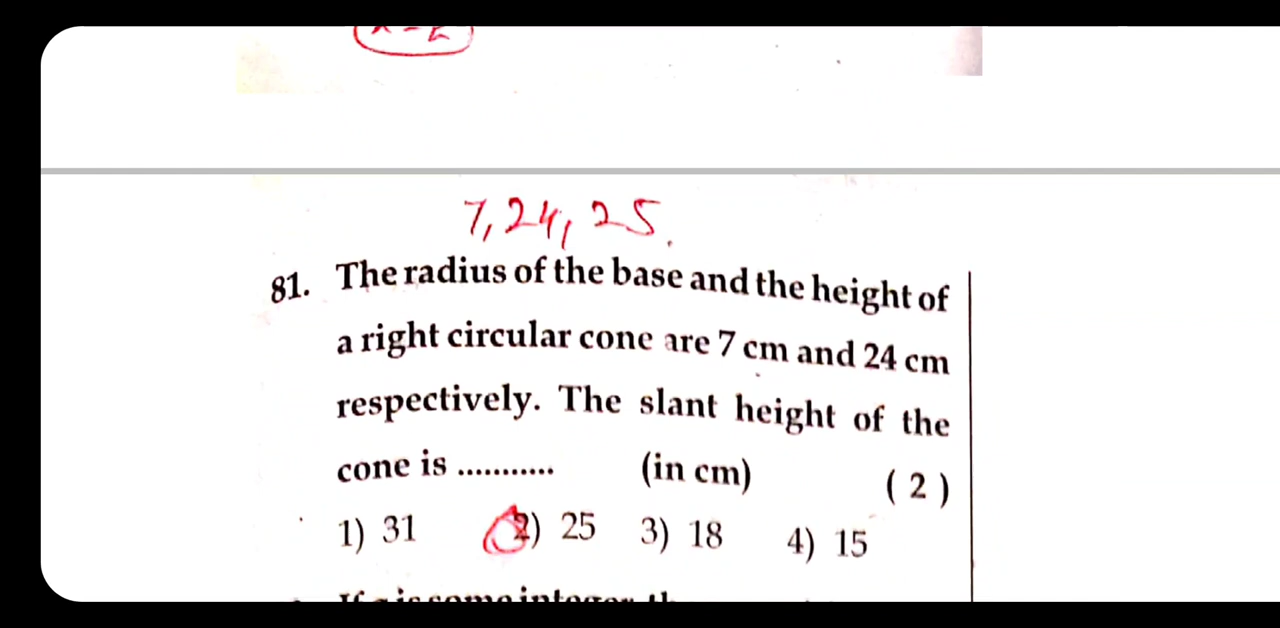 7, 24, 25.
81. The radius of the base and the height of
a right circular cone are 7 cm and 24 cm
respectively. The slant height of the
cone is ........... (in cm) ( 2 )
1) 31 2) 25 3) 18 4) 15